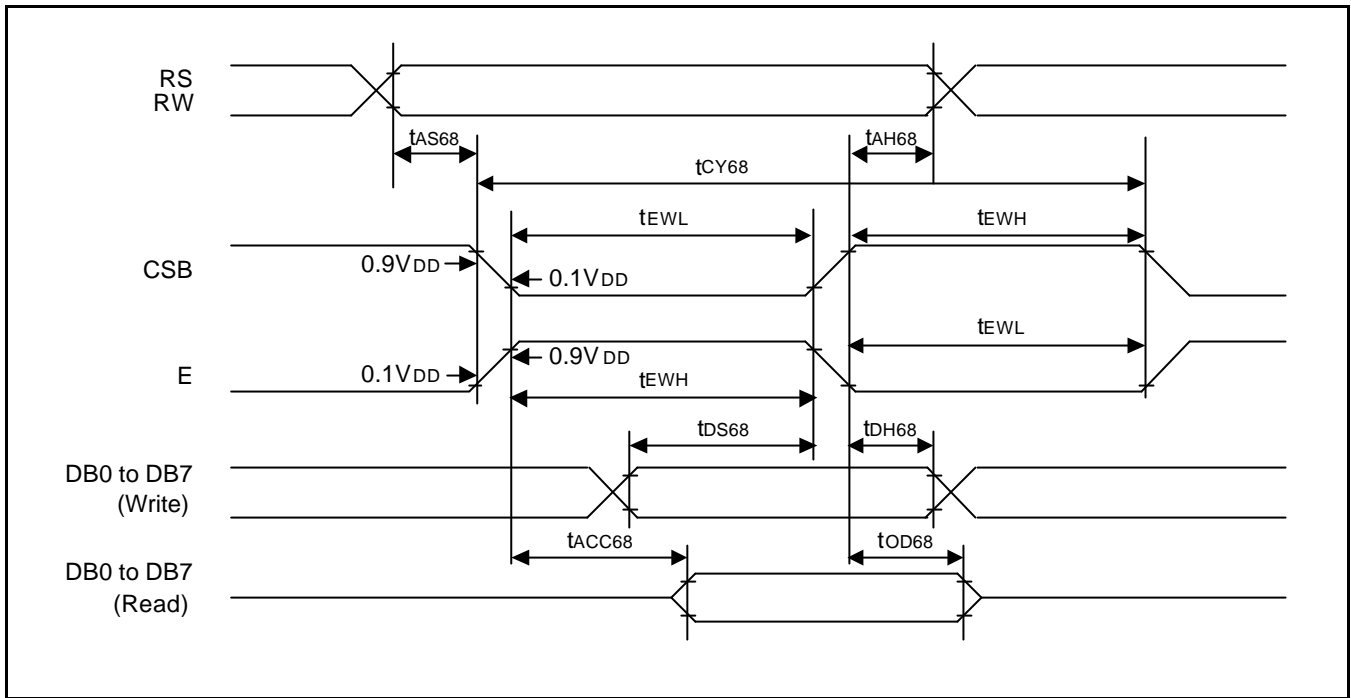 RS
RW
tAS68
tAH68
tCY68
tEWL
tEWH
CSB
0.9VDD
0.1VDD
tEWL
E
0.1VDD
0.9VDD
tEWH
tDS68
tDH68
DB0 to DB7
(Write)
tACC68
tOD68
DB0 to DB7
(Read)